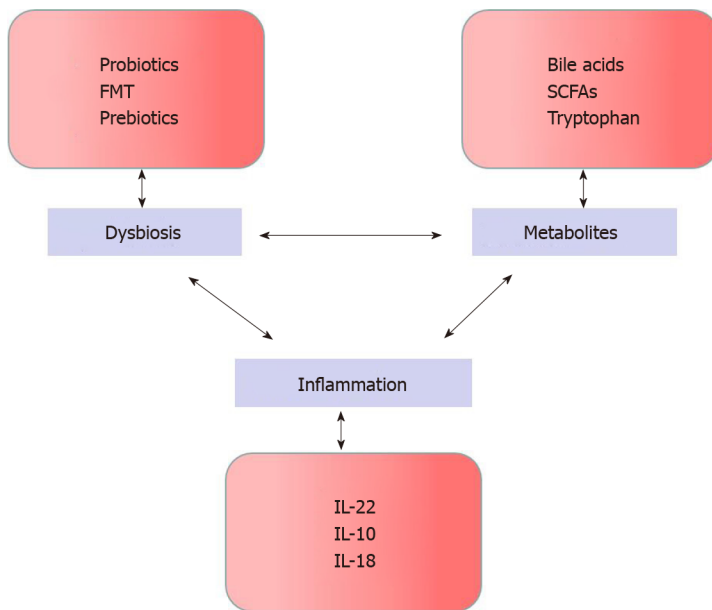 Probiotics
FMT
Prebiotics
Bile acids
SCFAs
Tryptophan
Dysbiosis
Metabolites
Inflammation
IL-22
IL-10
IL-18